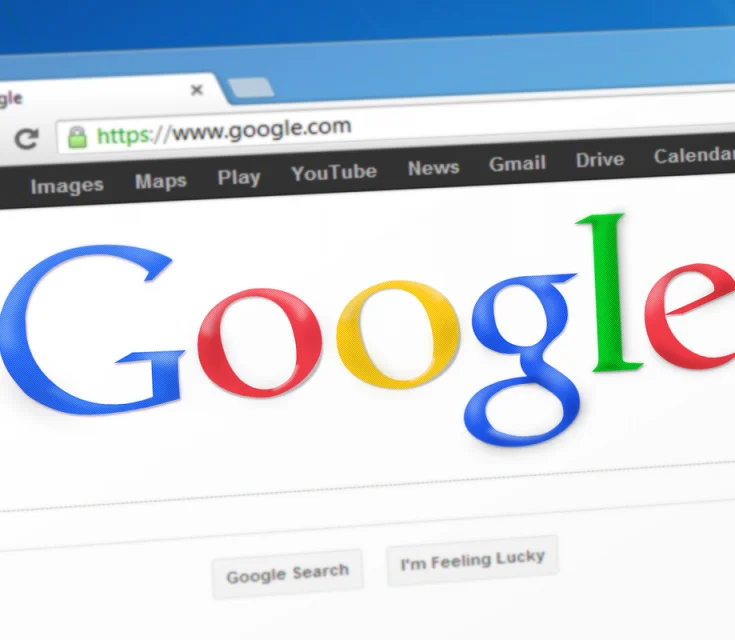 gle
https://www.google.com
Images Maps Play YouTube News Gmail Drive Calendar
Google
Google Search I'm Feeling Lucky